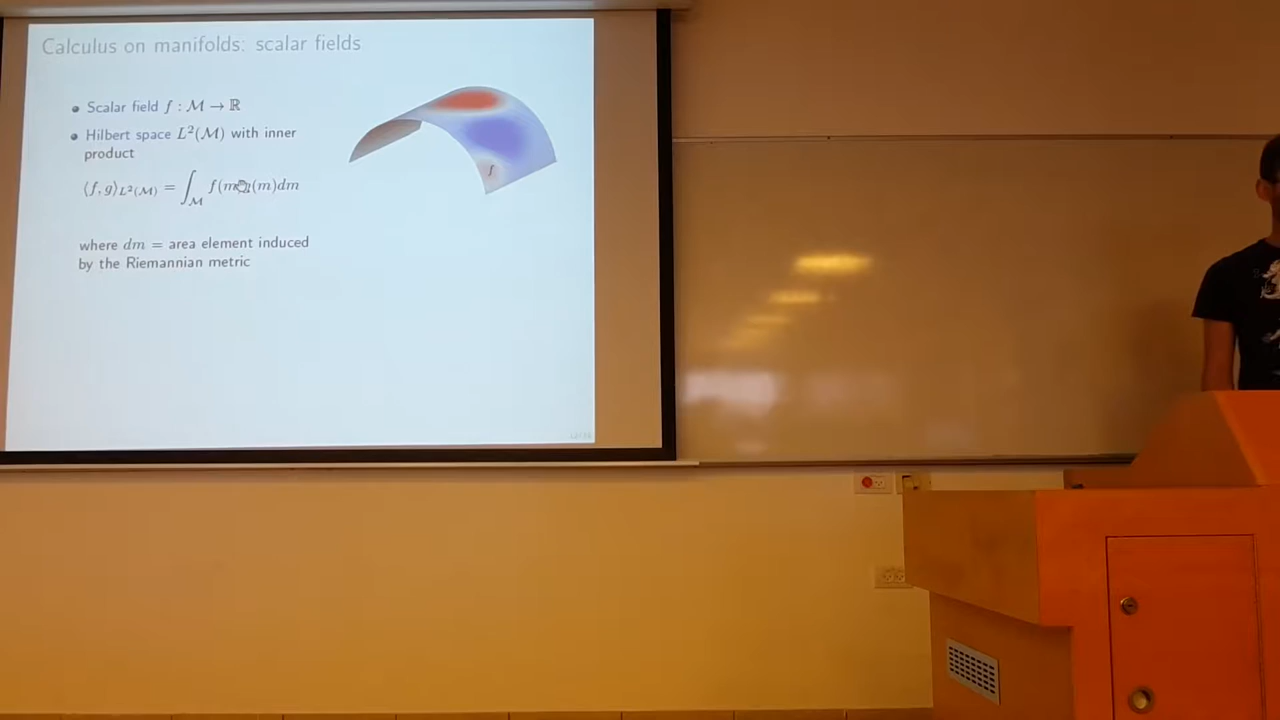 Calculus on manifolds: scalar fields
• Scalar field f : M → ℝ
• Hilbert space L²(M) with inner
product
⟨f, g⟩_{L²(M)} = ∫_M f(m)g(m)dm
f
where dm = area element induced
by the Riemannian metric